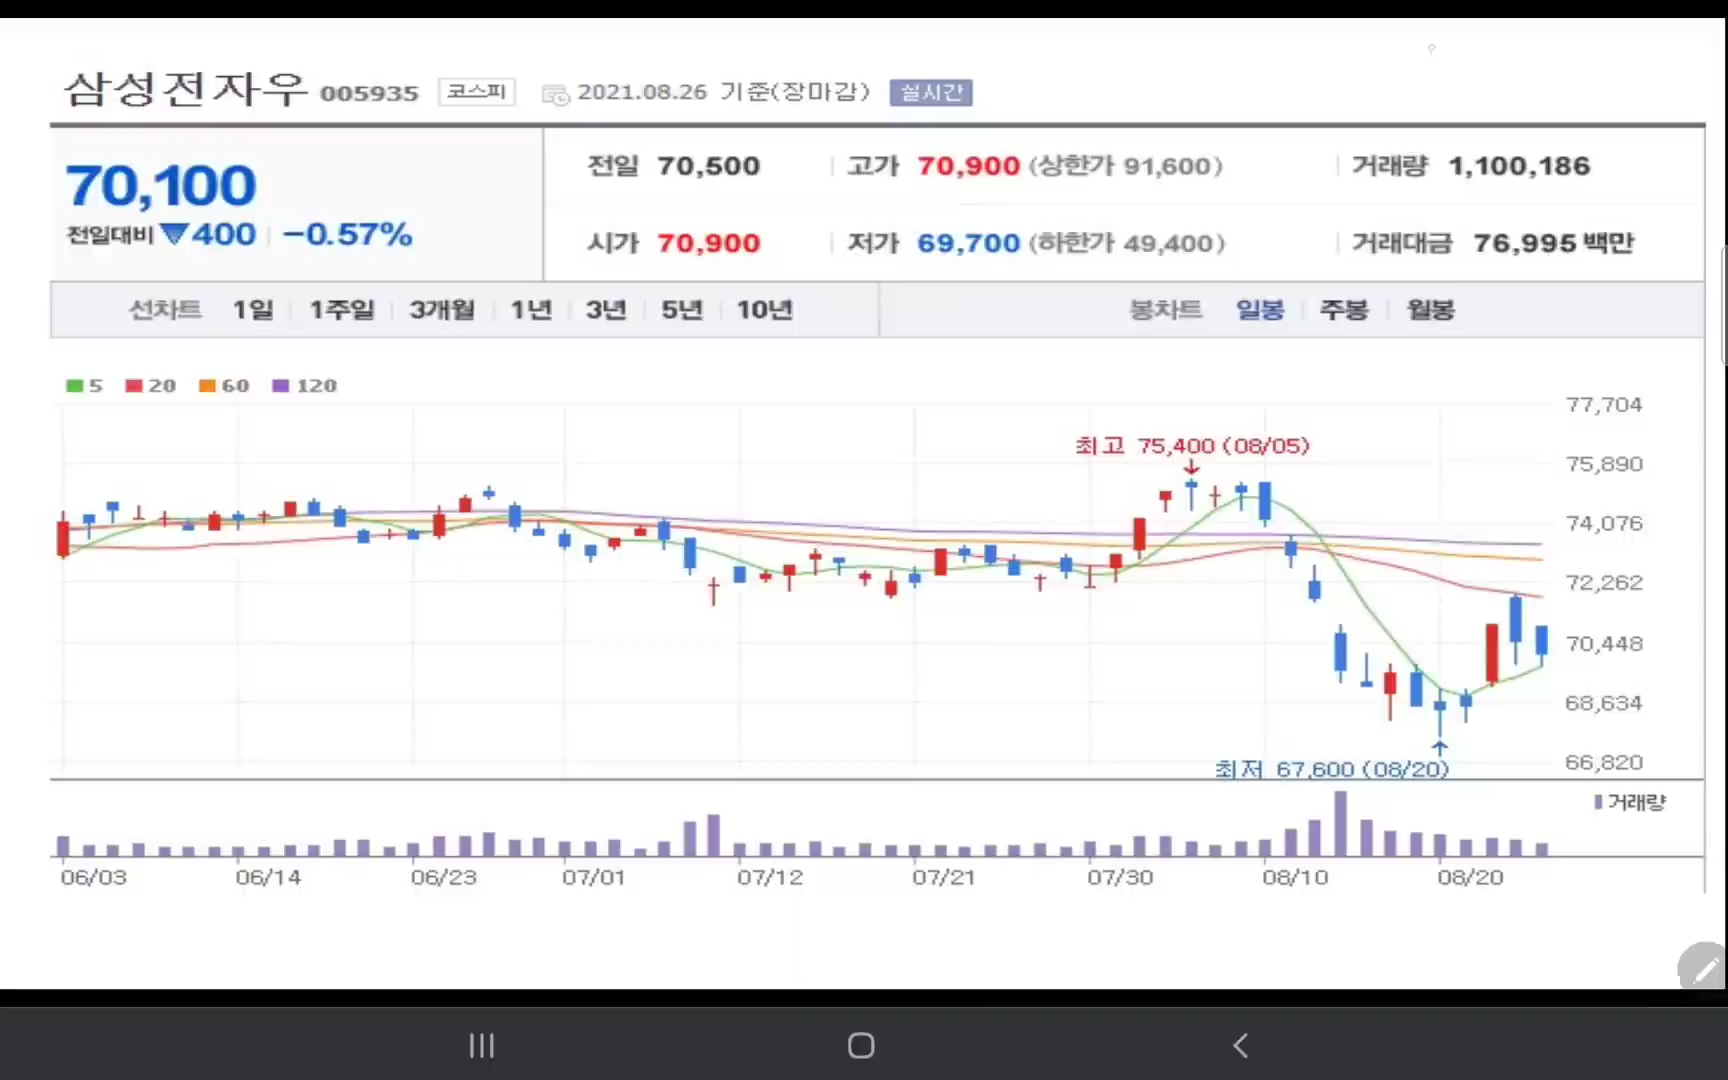 삼성전자우 005935 코스피 2021.08.26 기준(장마감) 실시간
70,100
전일대비 ▼400 -0.57%
전일 70,500 고가 70,900 (상한가 91,600) 거래량 1,100,186
시가 70,900 저가 69,700 (하한가 49,400) 거래대금 76,995 백만
선차트 1일 1주일 3개월 1년 3년 5년 10년 봉차트 일봉 주봉 월봉
5 20 60 120
77,704
최고 75,400 (08/05)
75,890
74,076
72,262
70,448
68,634
66,820
최저 67,600 (08/20)
거래량
06/03 06/14 06/23 07/01 07/12 07/21 07/30 08/10 08/20